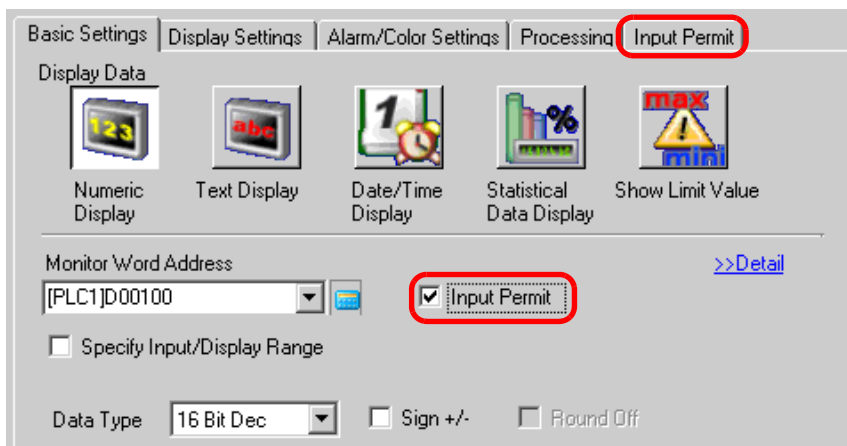 Basic Settings Display Settings Alarm/Color Settings Processing Input Permit
Display Data
123 abc 1 % max mini
Numeric Display Text Display Date/Time Display Statistical Data Display Show Limit Value
Monitor Word Address >>Detail
[PLC1]D00100 Input Permit
Specify Input/Display Range
Data Type 16 Bit Dec Sign +/- Round Off